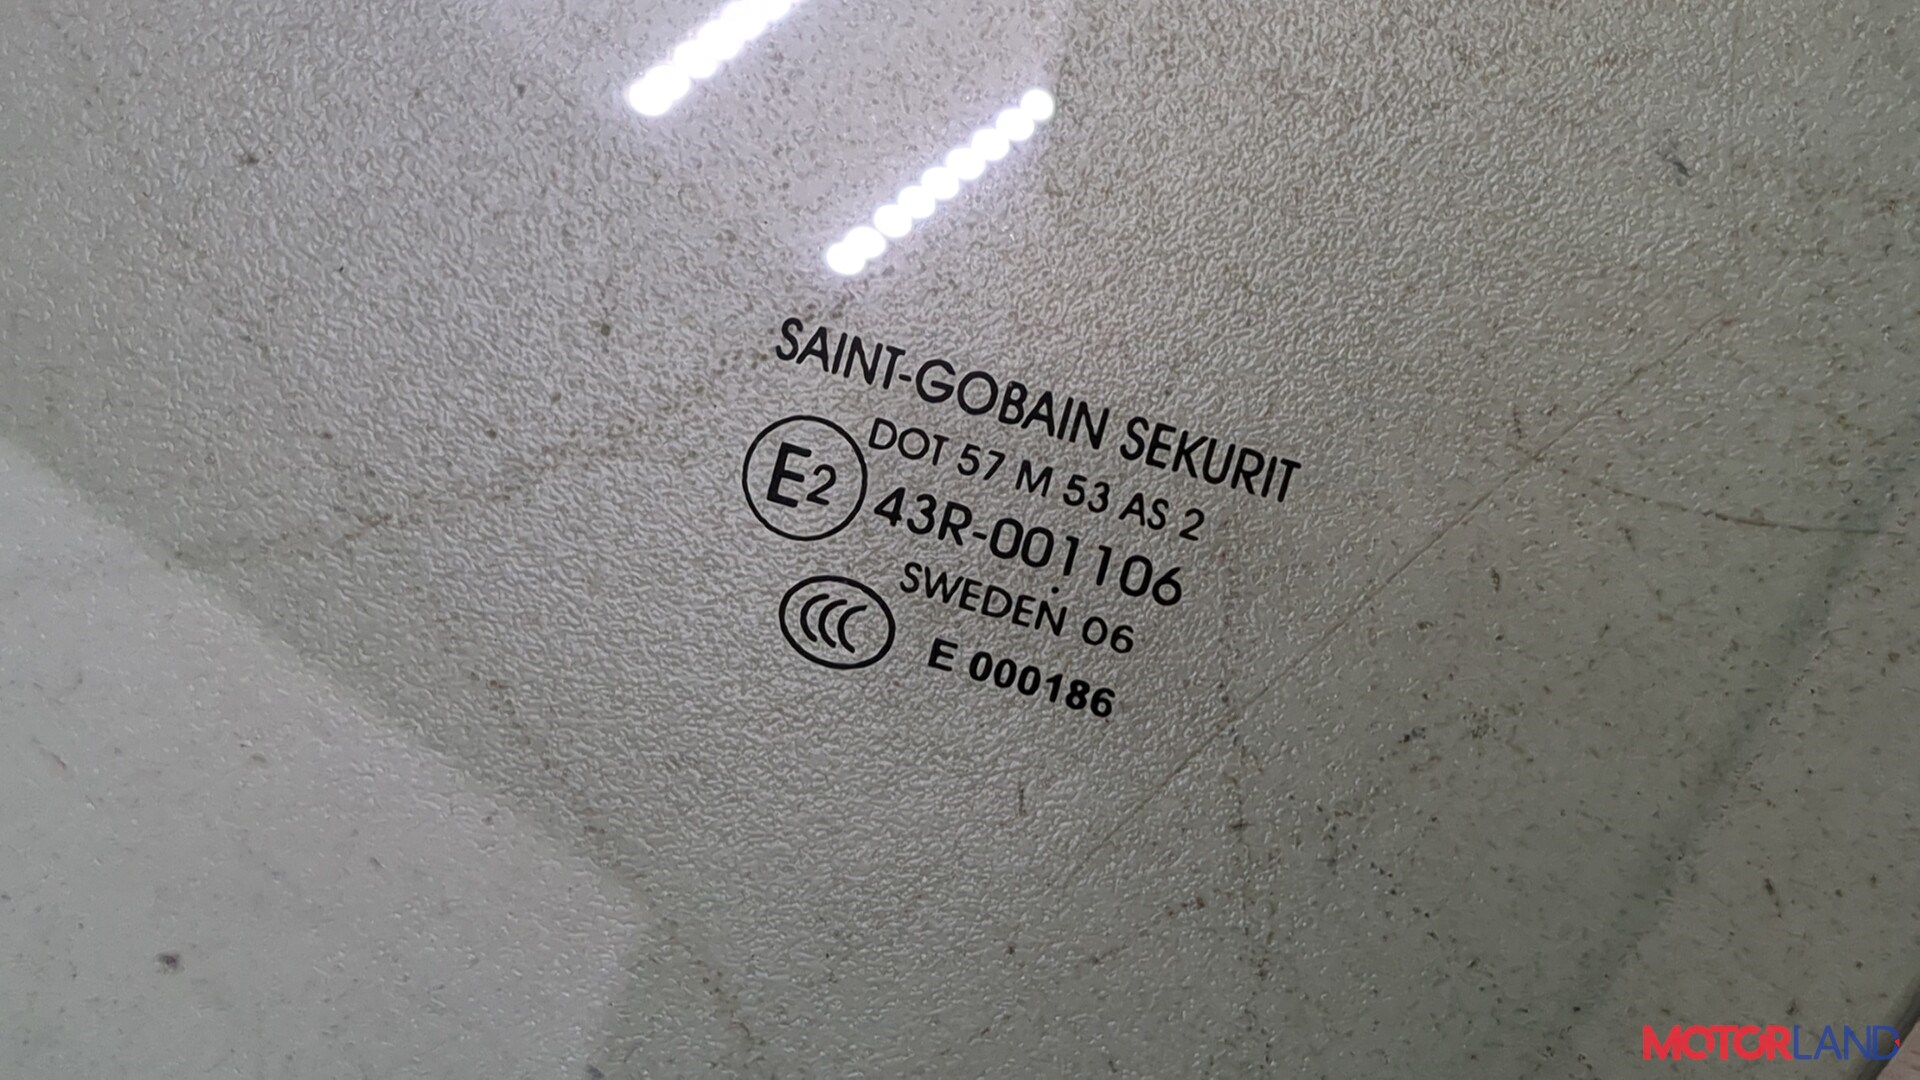 SAINT-GOBAIN SEKURIT
DOT 57 M 53 AS 2
E2 43R-001106
SWEDEN 06
CCC E 000186
MOTORLAND